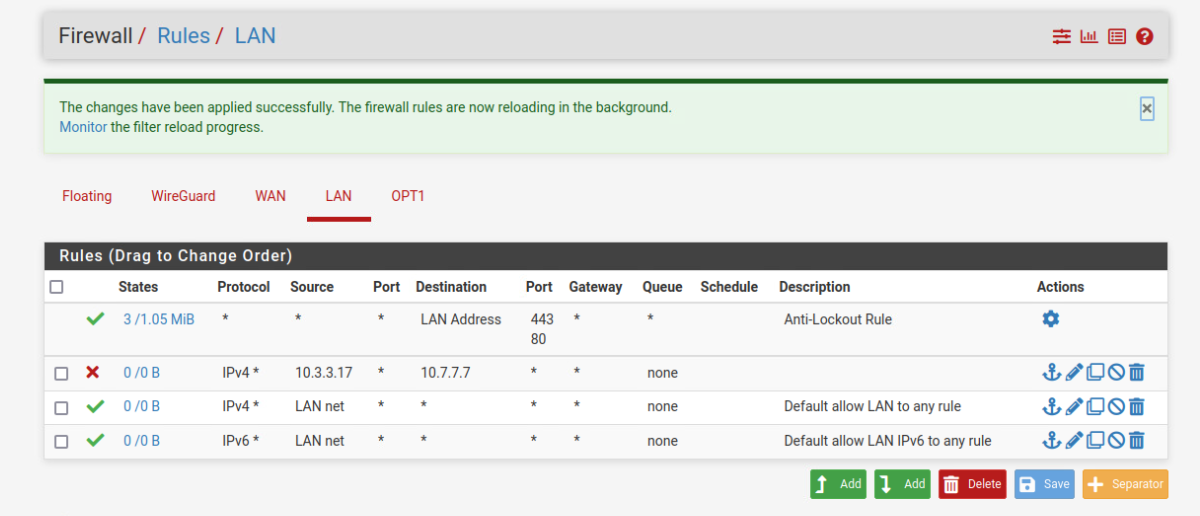 Firewall / Rules / LAN
The changes have been applied successfully. The firewall rules are now reloading in the background.
Monitor the filter reload progress.
×
Floating WireGuard WAN LAN OPT1
Rules (Drag to Change Order)
States Protocol Source Port Destination Port Gateway Queue Schedule Description Actions
3 /1.05 MiB * * * LAN Address 443 * * Anti-Lockout Rule
80
0 /0 B IPv4 * 10.3.3.17 * 10.7.7.7 * * none
0 /0 B IPv4 * LAN net * * * * none Default allow LAN to any rule
0 /0 B IPv6 * LAN net * * * * none Default allow LAN IPv6 to any rule
Add Add Delete Save Separator